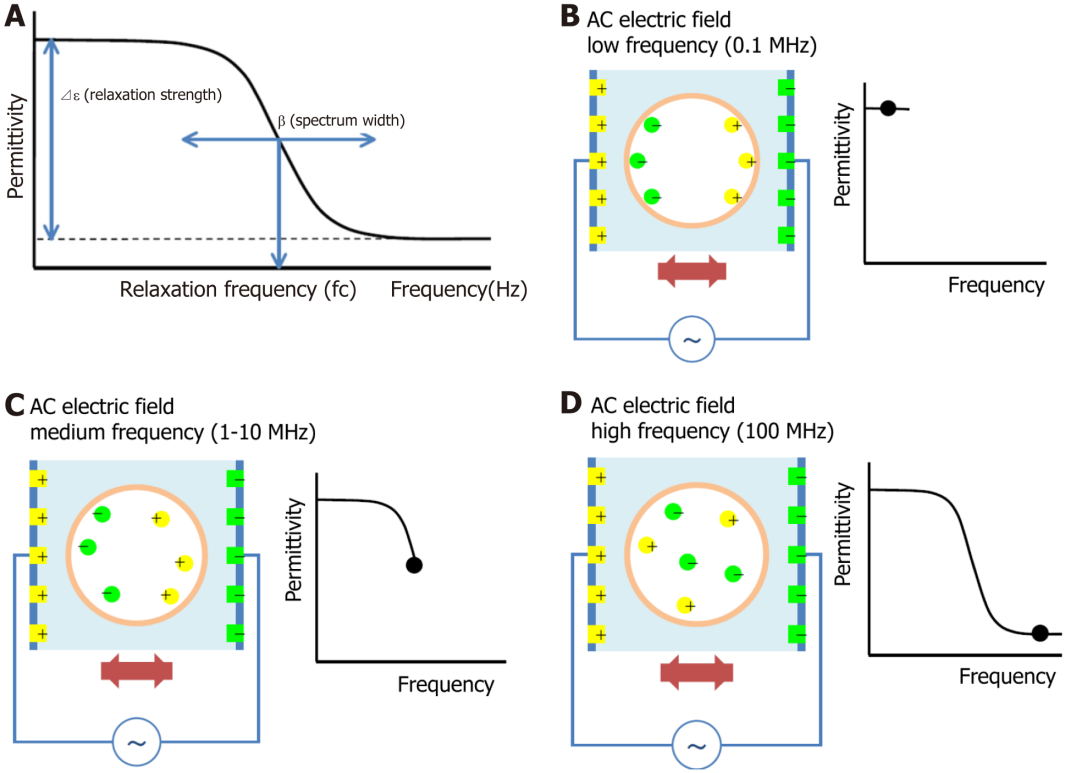 A
Permittivity
⊿ε (relaxation strength)
β (spectrum width)
Relaxation frequency (fc)
Frequency(Hz)
B
AC electric field
low frequency (0.1 MHz)
+ + + + +
− − −
+ + +
− − − − −
~
Permittivity
Frequency
C
AC electric field
medium frequency (1-10 MHz)
+ + + + +
− − −
+ + +
− − − − −
~
Permittivity
Frequency
D
AC electric field
high frequency (100 MHz)
+ + + + +
− − −
+ + +
− − − − −
~
Permittivity
Frequency